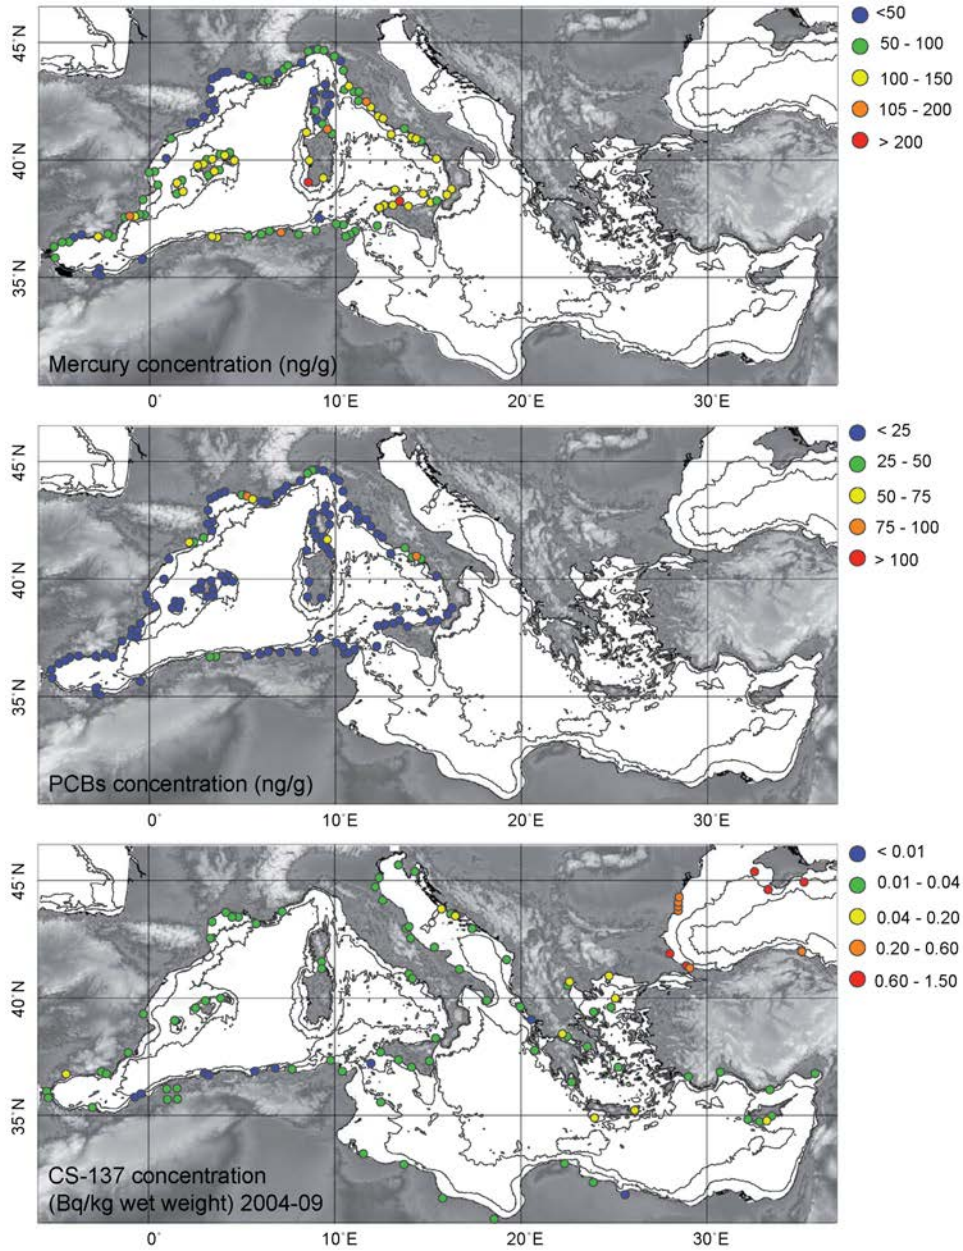 45°N
40°N
35°N
Mercury concentration (ng/g)
0°
10°E
20°E
30°E
<50
50 - 100
100 - 150
105 - 200
> 200
45°N
40°N
35°N
PCBs concentration (ng/g)
0°
10°E
20°E
30°E
< 25
25 - 50
50 - 75
75 - 100
> 100
45°N
40°N
35°N
CS-137 concentration
(Bq/kg wet weight) 2004-09
0°
10°E
20°E
30°E
< 0.01
0.01 - 0.04
0.04 - 0.20
0.20 - 0.60
0.60 - 1.50